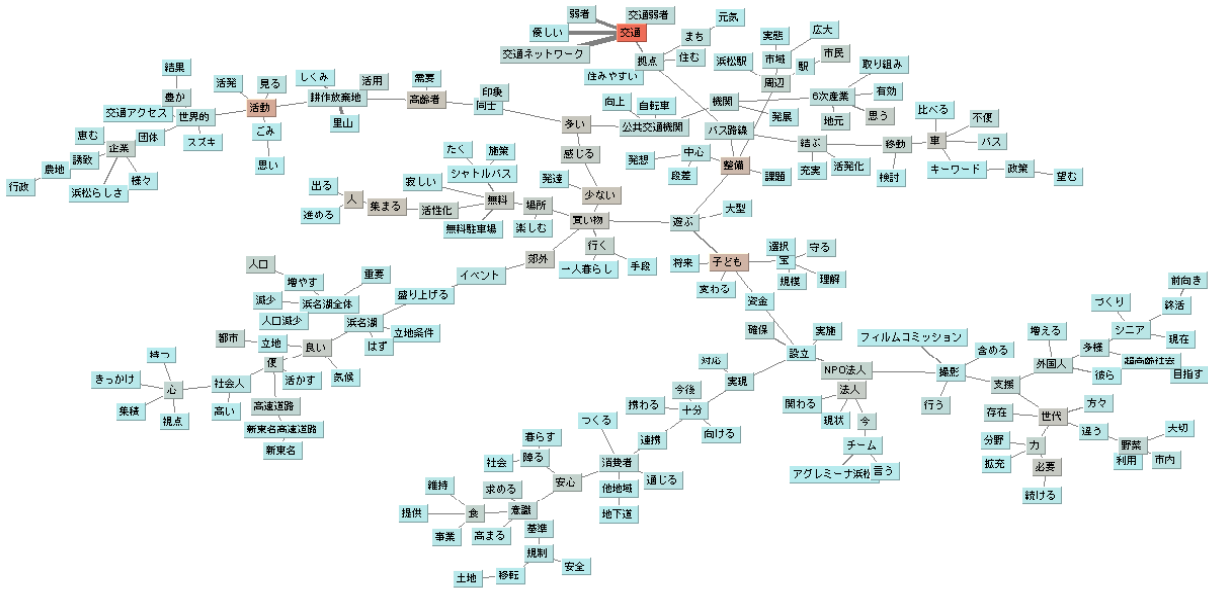 弱者
交通弱者
元気
優しい
交通
まち
実態
広大
交通ネットワーク
拠点
住む
浜松駅
市域
市民
駅
結果
活発
見る
しくみ
活用
需要
住みやすい
周辺
取り組み
豊か
高齢者
印象
同士
向上
自転車
機関
6次産業
有効
交通アクセス
世界的
活動
耕作放棄地
里山
多い
公共交通機関
発展
地元
思う
比べる
不便
恵む
団体
スズキ
ごみ
バス路線
結ぶ
移動
車
バス
企業
誘致
思い
感じる
発想
中心
整備
充実
活発化
検討
キーワード
政策
望む
農地
様々
たく
施策
段差
課題
行政
浜松らしさ
出る
寂しい
シャトルバス
発達
少ない
人
集まる
無料
場所
買い物
遊ぶ
大型
進める
活性化
無料駐車場
楽しむ
行く
選択
守る
郊外
一人暮らし
手段
将来
子ども
宝
理解
人口
増やす
重要
イベント
変わる
規模
前向き
減少
浜名湖全体
盛り上げる
資金
づくり
終活
人口減少
浜名湖
立地条件
確保
実施
フィルムコミッション
増える
シニア
都市
立地
良い
はず
設立
含める
多様
現在
持つ
便
気候
対応
NPO法人
撮影
外国人
超高齢社会
きっかけ
心
社会人
活かす
実現
法人
支援
彼ら
目指す
集積
高い
高速道路
今後
十分
関わる
行う
存在
世代
方々
視点
携わる
現状
今
新東名高速道路
つくる
向ける
チーム
分野
力
違う
野菜
大切
新東名
暮らす
連携
アグレミーナ浜松
言う
拡充
必要
利用
市内
社会
障る
消費者
通じる
維持
求める
安心
他地域
続ける
提供
食
意識
地下道
事業
高まる
基準
規制
安全
土地
移転